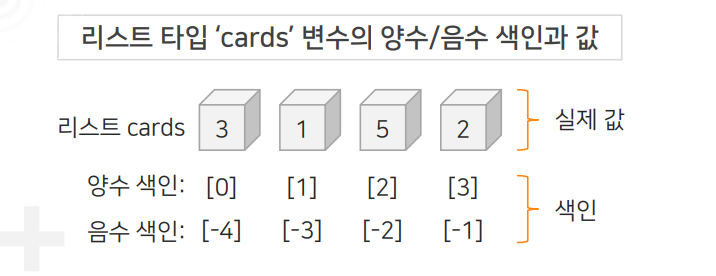 리스트 타입 ‘cards’ 변수의 양수/음수 색인과 값
리스트 cards 3 1 5 2 실제 값
양수 색인: [0] [1] [2] [3]
색인
음수 색인: [-4] [-3] [-2] [-1]